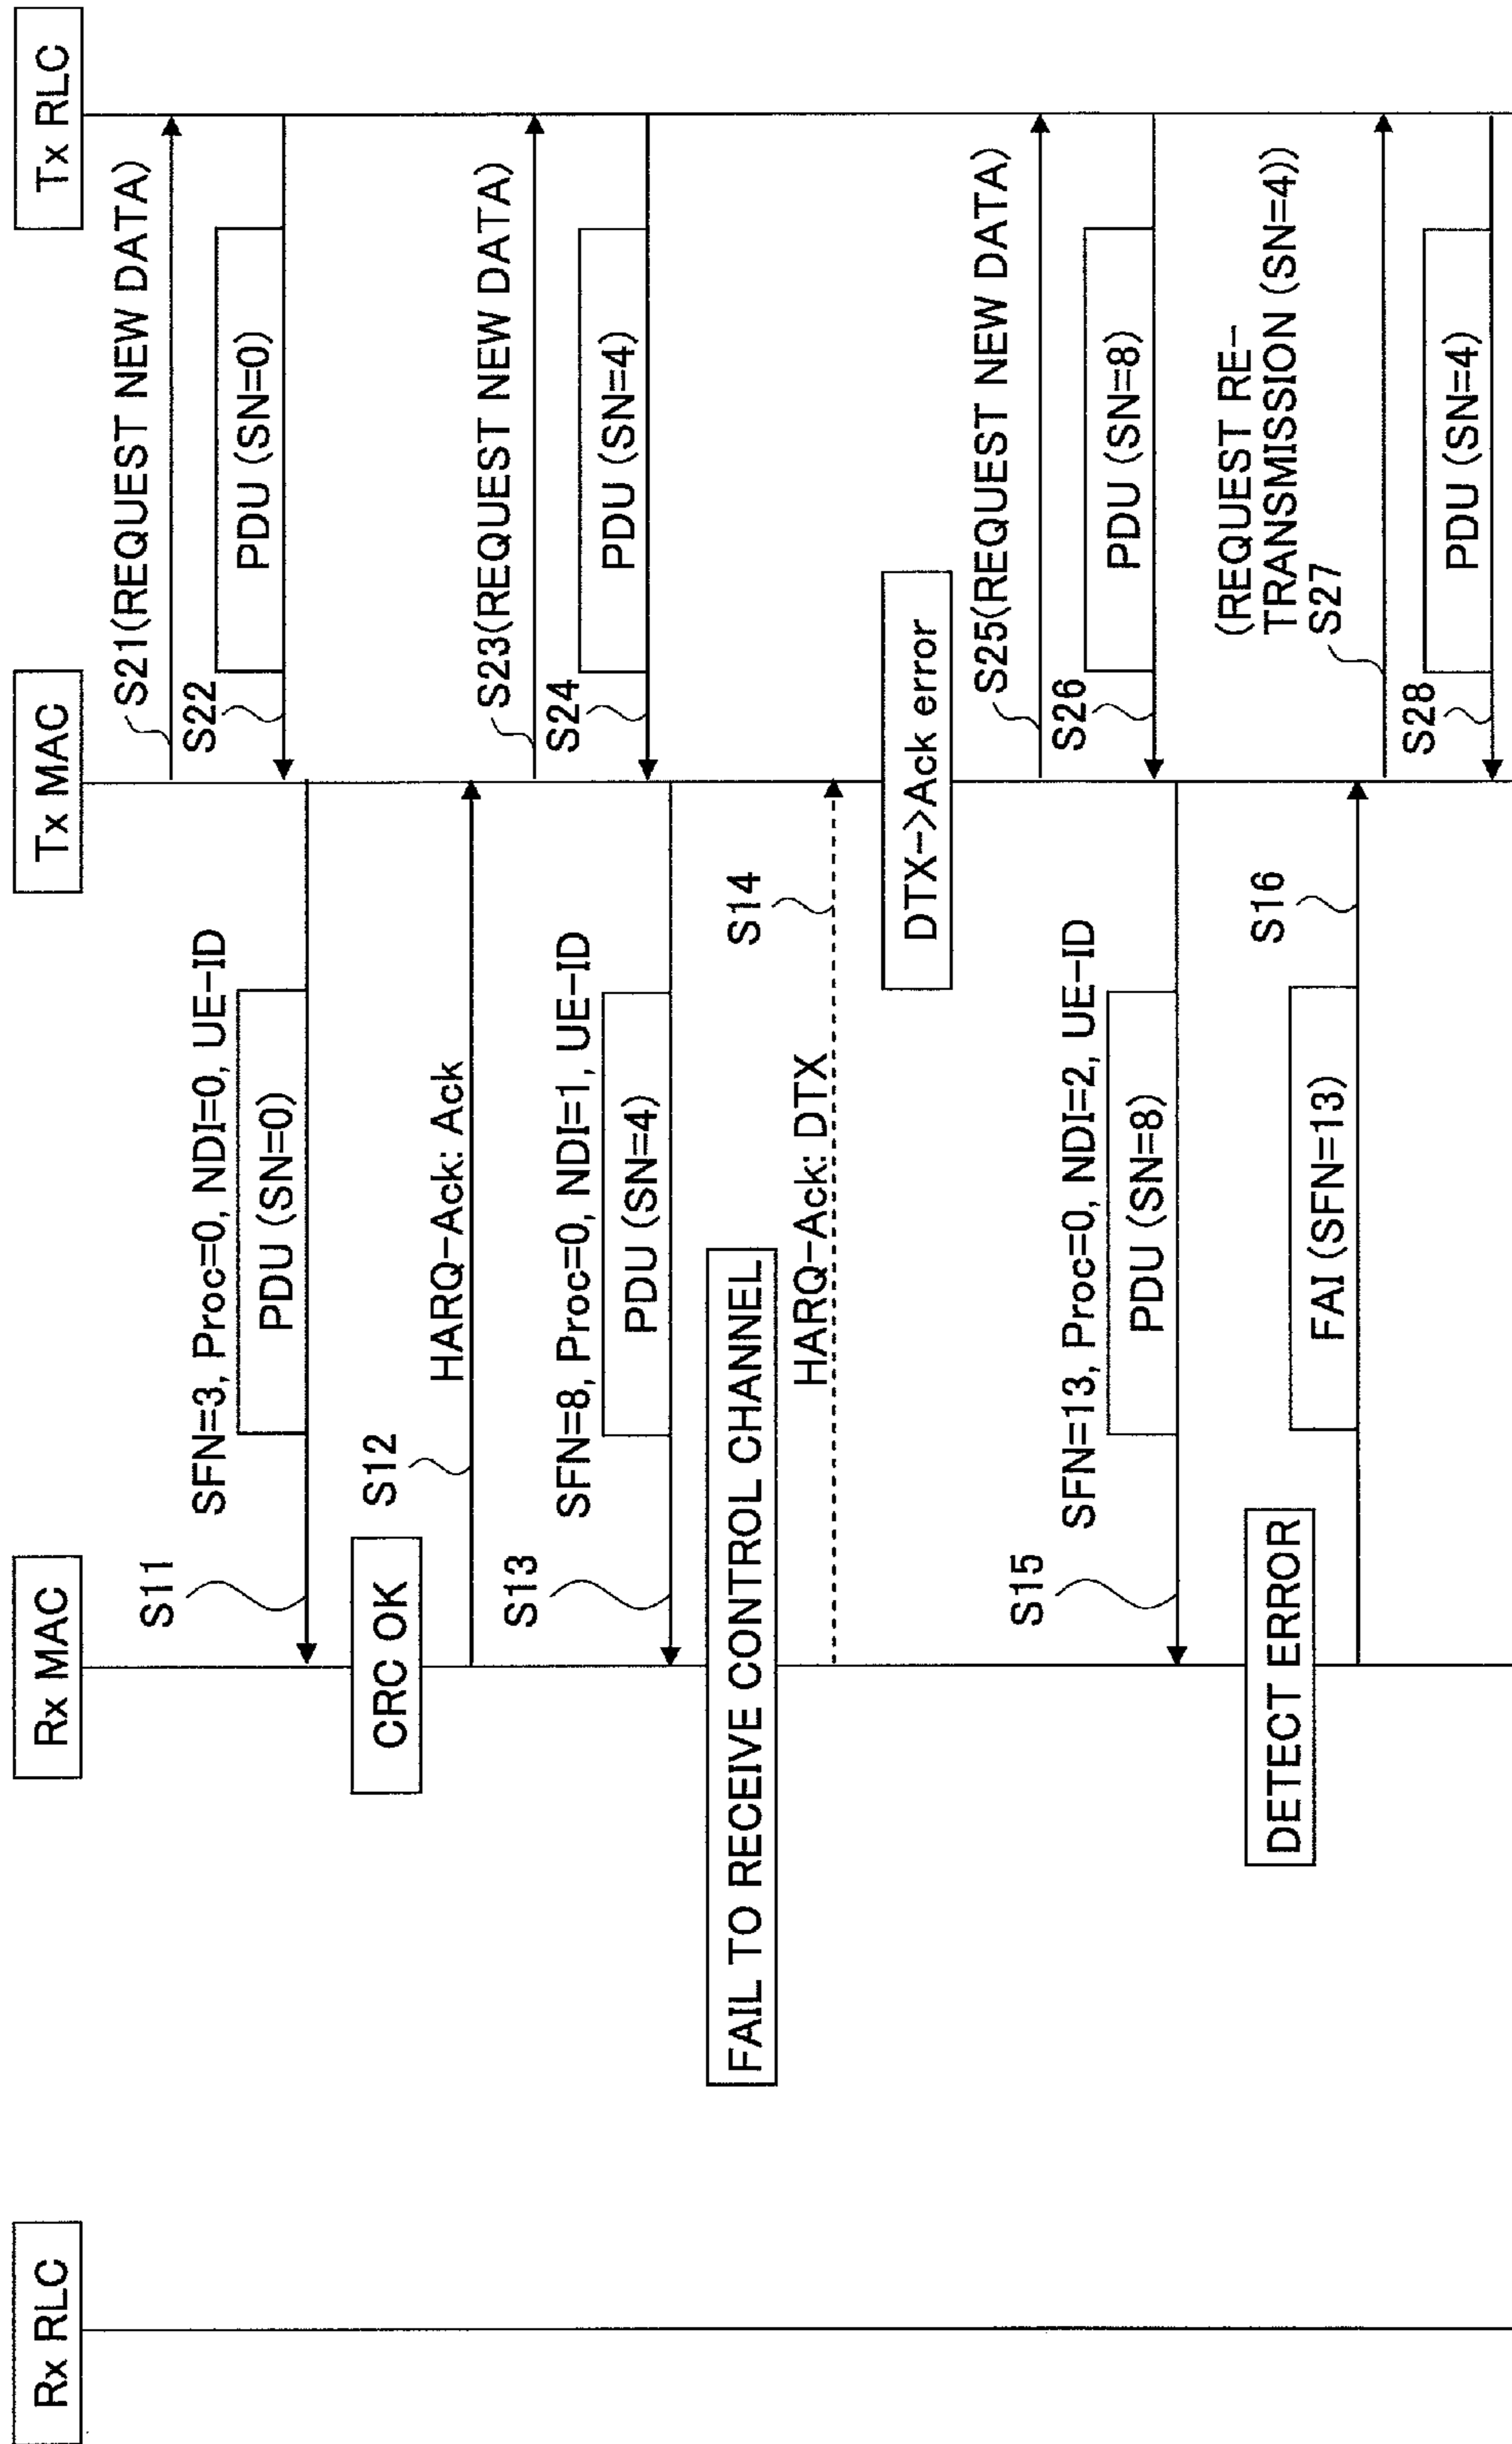 Rx RLC
Rx MAC
Tx MAC
Tx RLC
S21(REQUEST NEW DATA)
S22
PDU (SN=0)
SFN=3, Proc=0, NDI=0, UE-ID
PDU (SN=0)
S11
CRC OK
S12
HARQ-Ack: Ack
S23(REQUEST NEW DATA)
S24
PDU (SN=4)
SFN=8, Proc=0, NDI=1, UE-ID
PDU (SN=4)
S13
FAIL TO RECEIVE CONTROL CHANNEL
HARQ-Ack: DTX
S14
DTX->Ack error
S25(REQUEST NEW DATA)
S26
PDU (SN=8)
SFN=13, Proc=0, NDI=2, UE-ID
PDU (SN=8)
S15
DETECT ERROR
FAI (SFN=13)
S16
(REQUEST RE-
TRANSMISSION (SN=4))
S27
S28
PDU (SN=4)